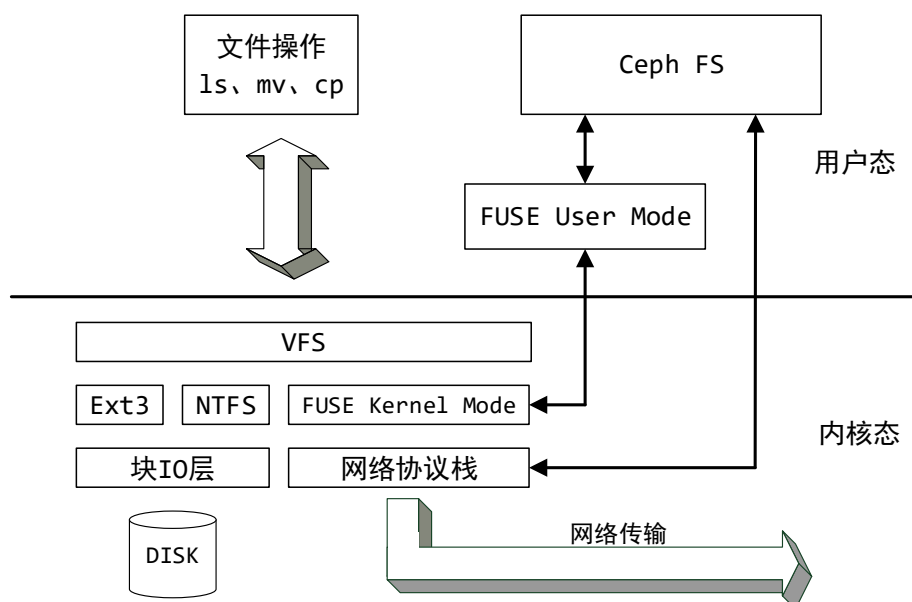 文件操作
ls、mv、cp
Ceph FS
用户态
FUSE User Mode
VFS
Ext3
NTFS
FUSE Kernel Mode
内核态
块IO层
网络协议栈
DISK
网络传输